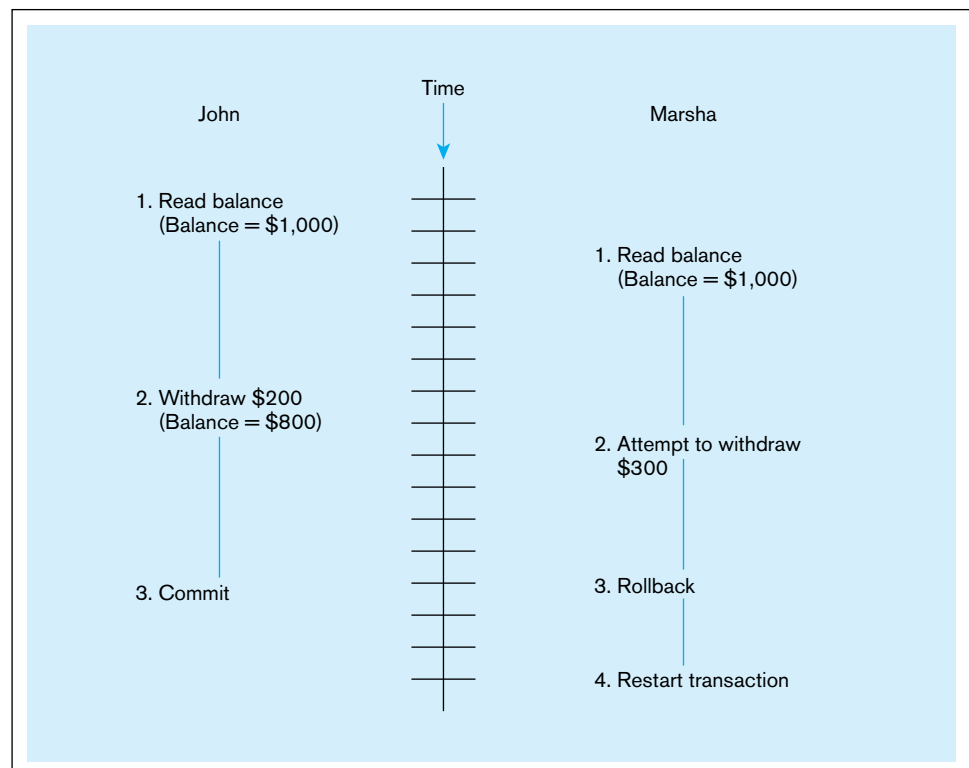 Time
John
Marsha
1. Read balance
(Balance = $1,000)
1. Read balance
(Balance = $1,000)
2. Withdraw $200
(Balance = $800)
2. Attempt to withdraw
$300
3. Commit
3. Rollback
4. Restart transaction